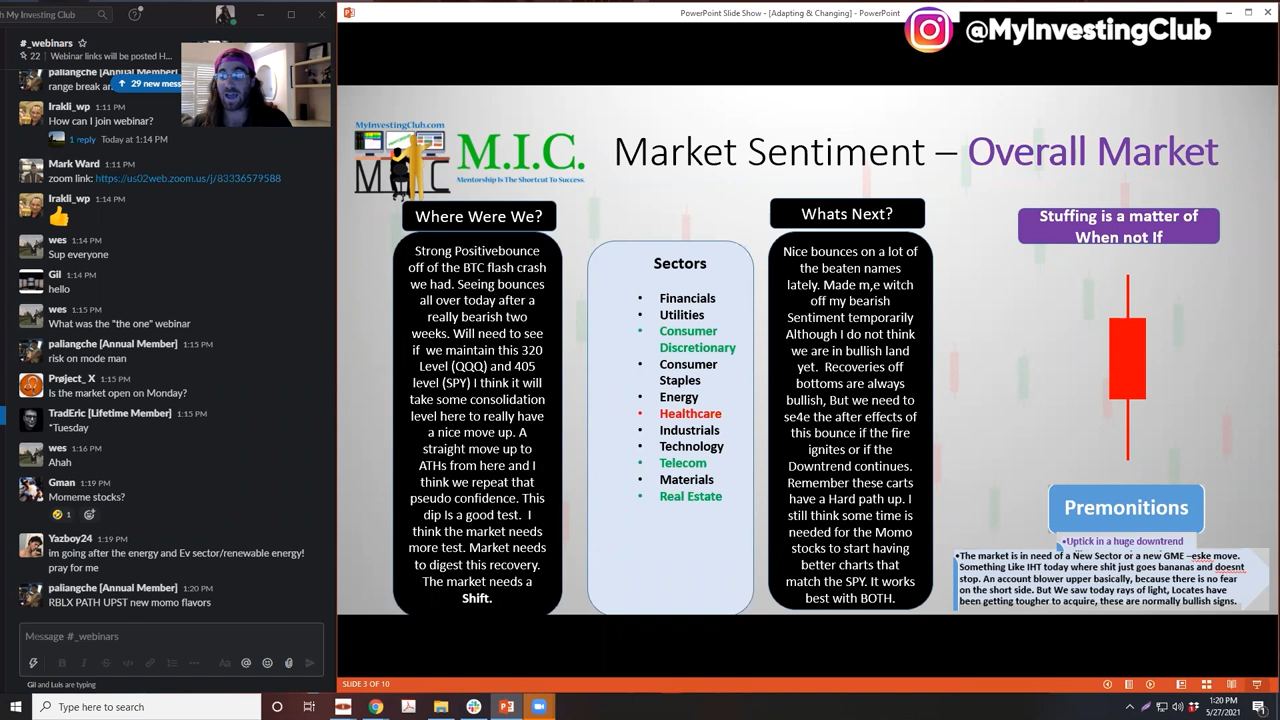 My Investing Club
# _webinars
22 | Webinar links will be posted H...
paliangche [Annual Member]
range break an
29 new mess
Irakli_wp 1:11 PM
How can I join webinar?
1 reply Today at 1:14 PM
Mark Ward 1:11 PM
zoom link: https://us02web.zoom.us/j/83336579588
Irakli_wp 1:14 PM
wes 1:14 PM
Sup everyone
Gil 1:14 PM
hello
wes 1:15 PM
What was the "the one" webinar
paliangche [Annual Member] 1:15 PM
risk on mode man
Prøject_ X 1:15 PM
Is the market open on Monday?
TradEric [Lifetime Member] 1:15 PM
*Tuesday
wes 1:16 PM
Ahah
Gman 1:19 PM
Momeme stocks?
1
Yazboy24 1:19 PM
im going after the energy and Ev sector/renewable energy!
pray for me
paliangche [Annual Member] 1:20 PM
RBLX PATH UPST new momo flavors
Message #_webinars
Gil and Luis are typing
PowerPoint Slide Show - [Adapting & Changing] - PowerPoint
@MyInvestingClub
MyInvestingClub.com
M.I.C.
Mentorship Is The Shortcut To Success.
Market Sentiment – Overall Market
Where Were We?
Strong Positivebounce
off of the BTC flash crash
we had. Seeing bounces
all over today after a
really bearish two
weeks. Will need to see
if we maintain this 320
Level (QQQ) and 405
level (SPY) I think it will
take some consolidation
level here to really have
a nice move up. A
straight move up to
ATHs from here and I
think we repeat that
pseudo confidence. This
dip Is a good test. I
think the market needs
more test. Market needs
to digest this recovery.
The market needs a
Shift.
Sectors
• Financials
• Utilities
• Consumer
Discretionary
• Consumer
Staples
• Energy
• Healthcare
• Industrials
• Technology
• Telecom
• Materials
• Real Estate
Whats Next?
Nice bounces on a lot of
the beaten names
lately. Made m,e witch
off my bearish
Sentiment temporarily
Although I do not think
we are in bullish land
yet. Recoveries off
bottoms are always
bullish, But we need to
se4e the after effects of
this bounce if the fire
ignites or if the
Downtrend continues.
Remember these carts
have a Hard path up. I
still think some time is
needed for the Momo
stocks to start having
better charts that
match the SPY. It works
best with BOTH.
Stuffing is a matter of
When not If
Premonitions
•Uptick in a huge downtrend
•The market is in need of a New Sector or a new GME –eske move.
Something Like IHT today where shit just goes bananas and doesnt
stop. An account blower upper basically, because there is no fear
on the short side. But We saw today rays of light, Locates have
been getting tougher to acquire, these are normally bullish signs.
SLIDE 3 OF 10
Type here to search
1:20 PM
5/27/2021